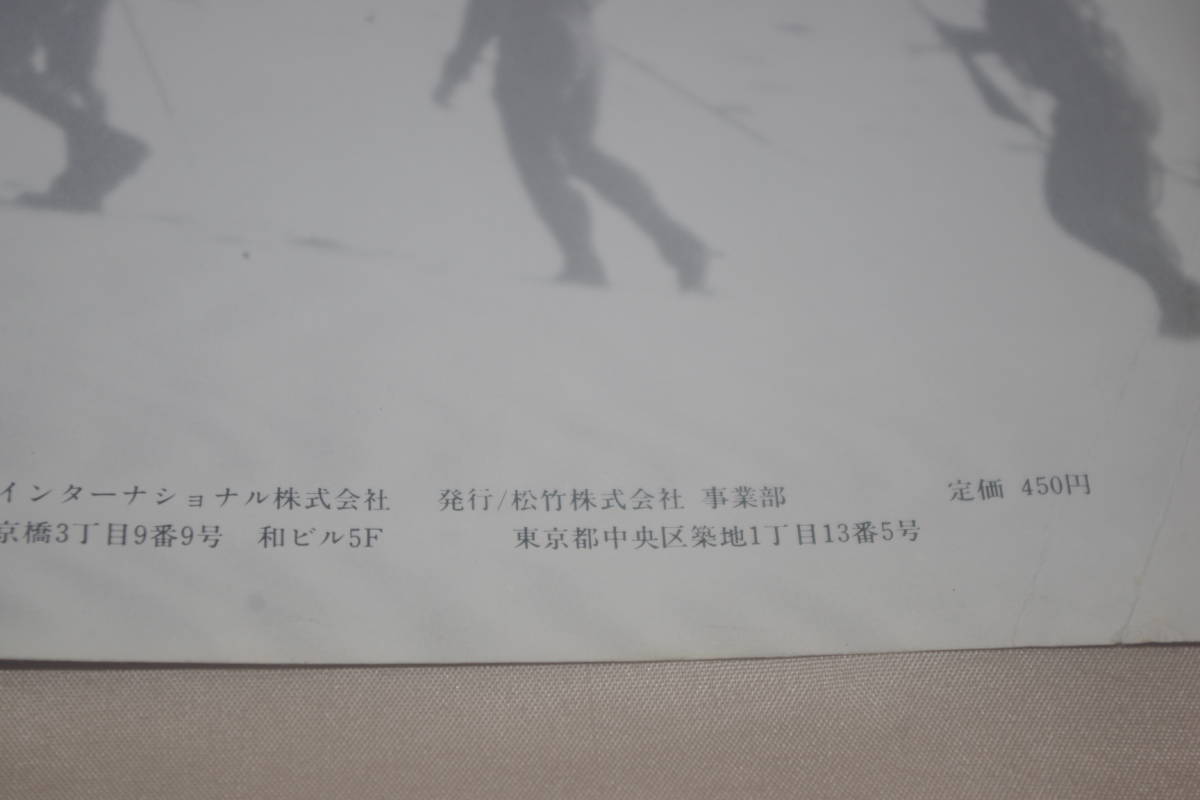 インターナショナル株式会社 発行/松竹株式会社 事業部 定価 450円
京橋3丁目9番9号 和ビル5F 東京都中央区築地1丁目13番5号